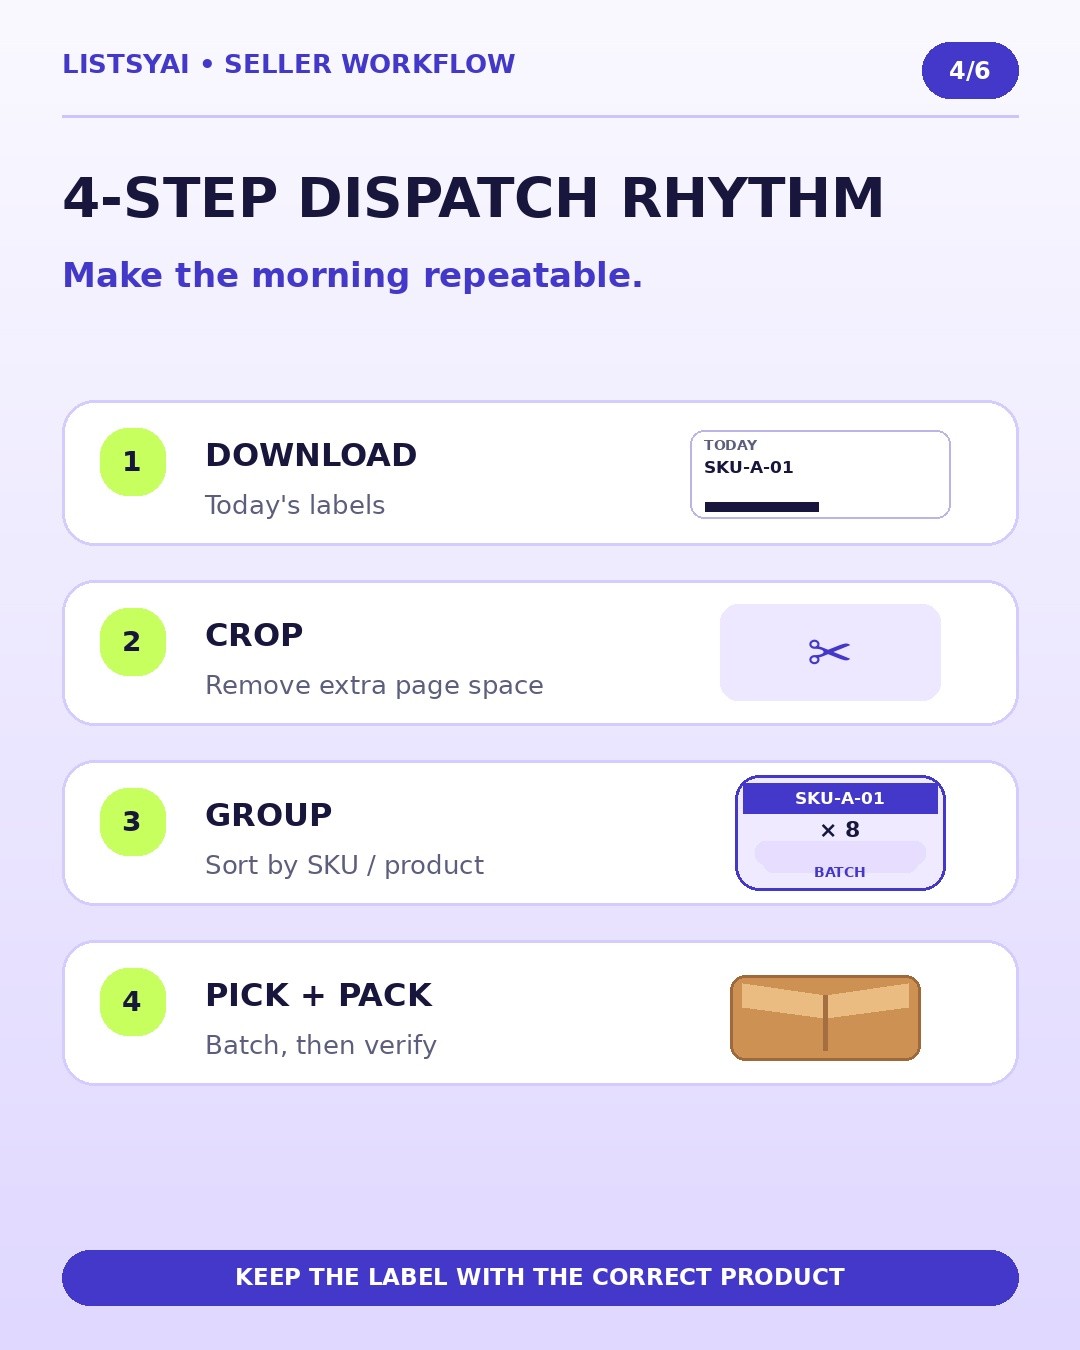 LISTSYAI • SELLER WORKFLOW
4/6
4-STEP DISPATCH RHYTHM
Make the morning repeatable.
1
DOWNLOAD
Today's labels
TODAY
SKU-A-01
2
CROP
Remove extra page space
3
GROUP
Sort by SKU / product
SKU-A-01
× 8
BATCH
4
PICK + PACK
Batch, then verify
KEEP THE LABEL WITH THE CORRECT PRODUCT